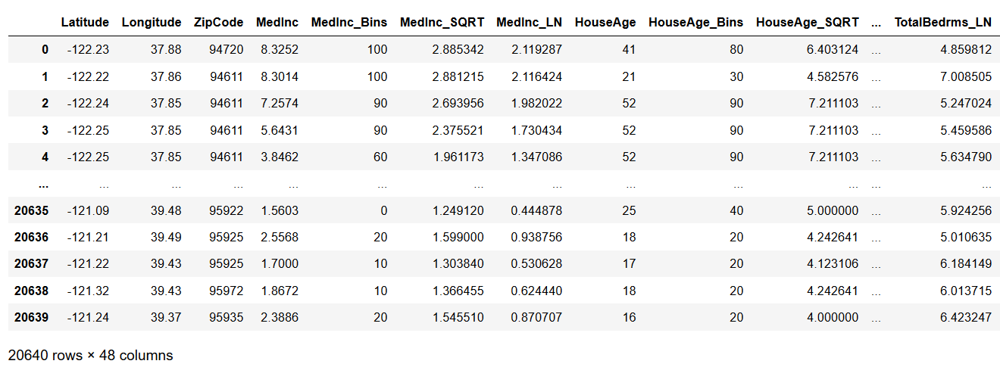 Latitude Longitude ZipCode MedInc MedInc_Bins MedInc_SQRT MedInc_LN HouseAge HouseAge_Bins HouseAge_SQRT ... TotalBedrms_LN
0 -122.23 37.88 94720 8.3252 100 2.885342 2.119287 41 80 6.403124 ... 4.859812
1 -122.22 37.86 94611 8.3014 100 2.881215 2.116424 21 30 4.582576 ... 7.008505
2 -122.24 37.85 94611 7.2574 90 2.693956 1.982022 52 90 7.211103 ... 5.247024
3 -122.25 37.85 94611 5.6431 90 2.375521 1.730434 52 90 7.211103 ... 5.459586
4 -122.25 37.85 94611 3.8462 60 1.961173 1.347086 52 90 7.211103 ... 5.634790
... ... ... ... ... ... ... ... ... ... ... ... ...
20635 -121.09 39.48 95922 1.5603 0 1.249120 0.444878 25 40 5.000000 ... 5.924256
20636 -121.21 39.49 95925 2.5568 20 1.599000 0.938756 18 20 4.242641 ... 5.010635
20637 -121.22 39.43 95925 1.7000 10 1.303840 0.530628 17 20 4.123106 ... 6.184149
20638 -121.32 39.43 95972 1.8672 10 1.366455 0.624440 18 20 4.242641 ... 6.013715
20639 -121.24 39.37 95935 2.3886 20 1.545510 0.870707 16 20 4.000000 ... 6.423247
20640 rows × 48 columns